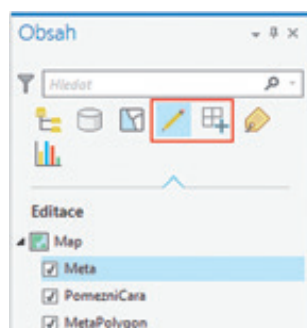 Obsah
Hledat
Editace
Map
Meta
PomezniCara
MetaPolygon